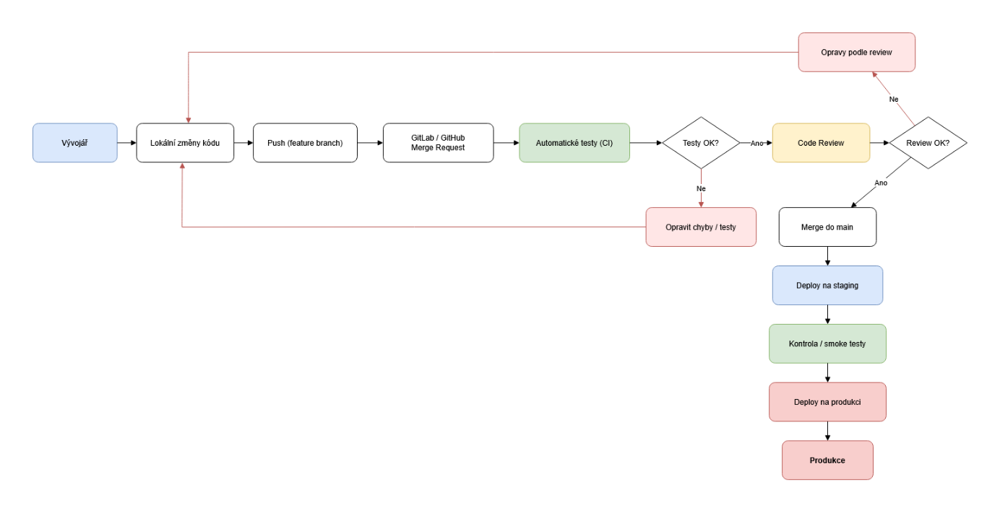 Opravy podle review
Ne
Vývojář
Lokální změny kódu
Push (feature branch)
GitLab / GitHub
Merge Request
Automatické testy (CI)
Testy OK?
Ano
Code Review
Review OK?
Ne
Ano
Opravit chyby / testy
Merge do main
Deploy na staging
Kontrola / smoke testy
Deploy na produkci
Produkce